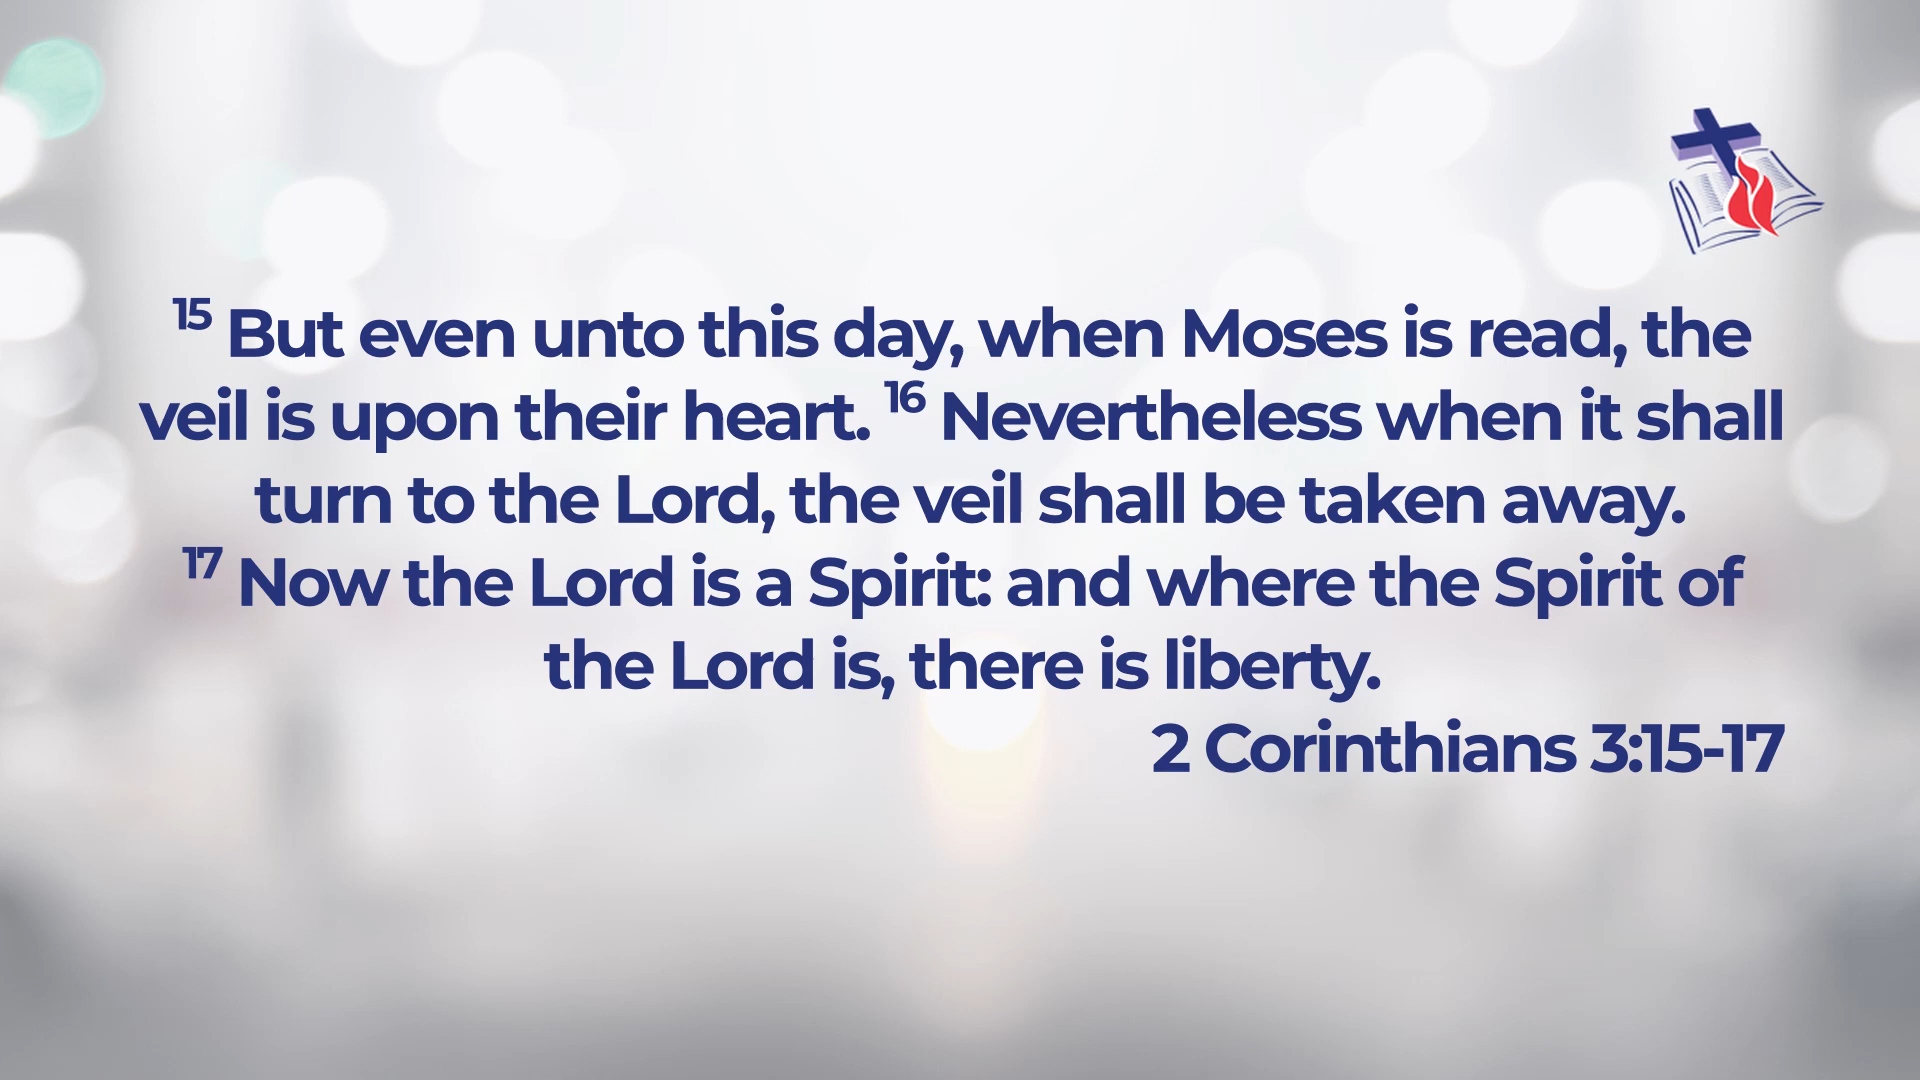 15 But even unto this day, when Moses is read, the
veil is upon their heart. 16 Nevertheless when it shall
turn to the Lord, the veil shall be taken away.
17 Now the Lord is a Spirit: and where the Spirit of
the Lord is, there is liberty.
2 Corinthians 3:15-17